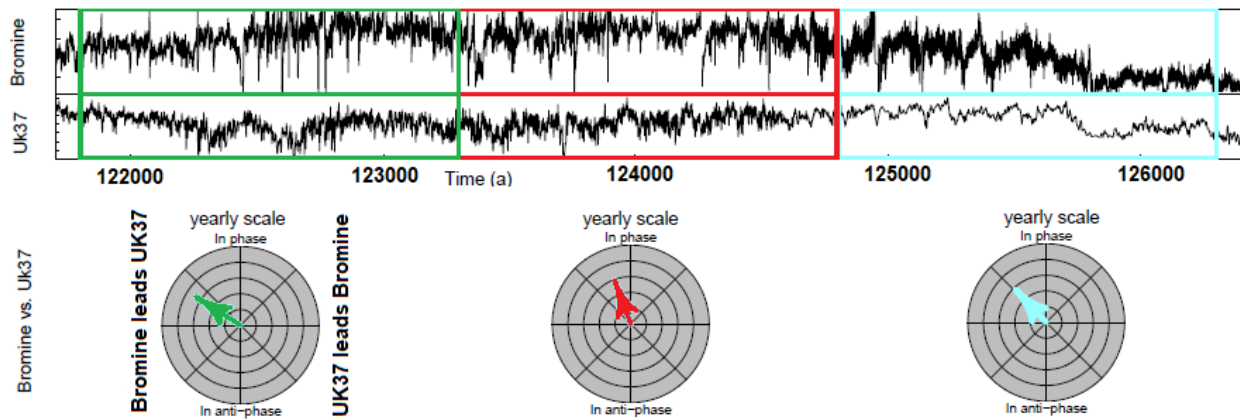 Bromine
Uk37
122000
123000
Time (a)
124000
125000
126000
Bromine vs. UK37
Bromine leads UK37
yearly scale
In phase
In anti-phase
UK37 leads Bromine
yearly scale
In phase
In anti-phase
yearly scale
In phase
In anti-phase